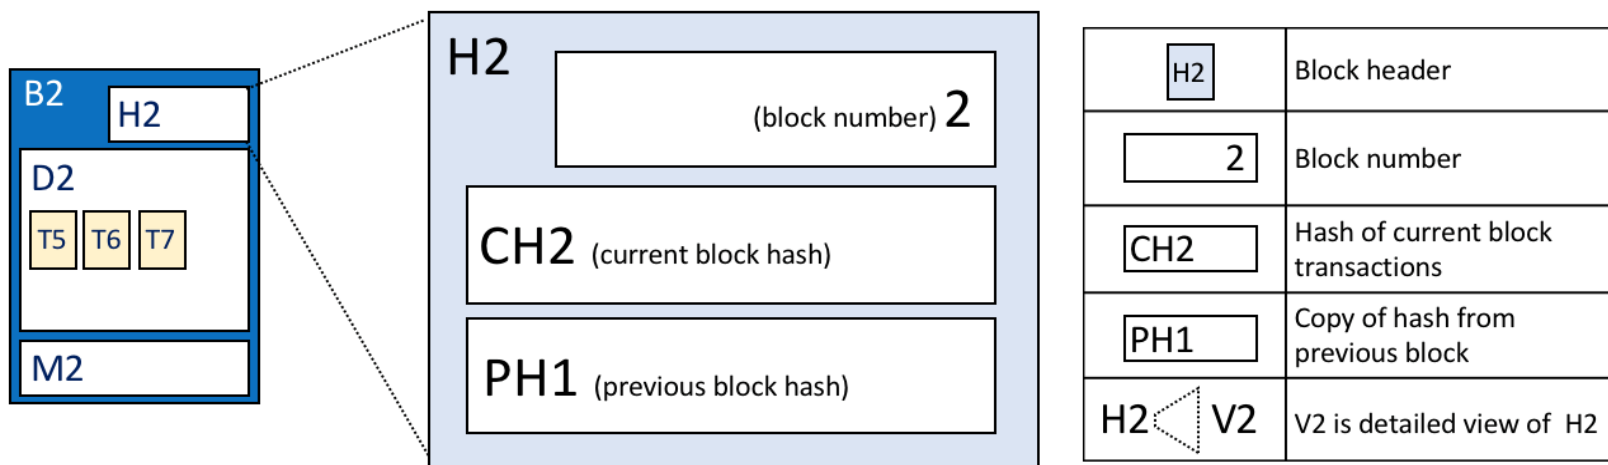 B2
H2
D2
T5 T6 T7
M2
H2
(block number) 2
CH2 (current block hash)
PH1 (previous block hash)
H2 Block header
2 Block number
CH2 Hash of current block
transactions
PH1 Copy of hash from
previous block
H2 V2 V2 is detailed view of H2